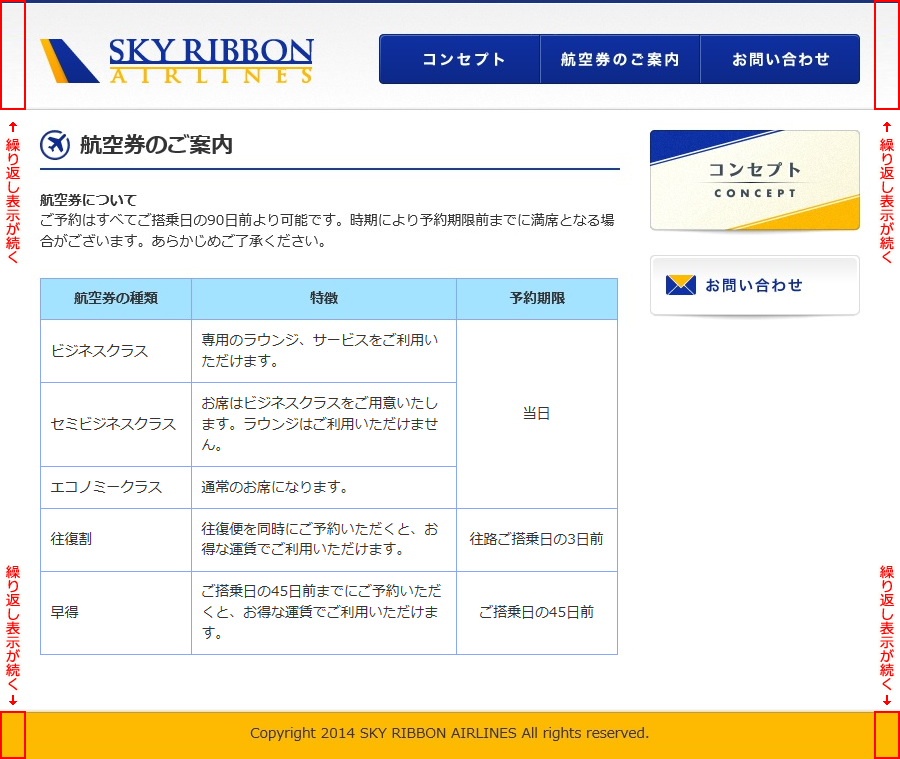 SKY RIBBON
AIRLINES
コンセプト
航空券のご案内
お問い合わせ
繰り返し表示が続く
繰り返し表示が続く
航空券のご案内
コンセプト
CONCEPT
お問い合わせ
航空券について
ご予約はすべてご搭乗日の90日前より可能です。時期により予約期限前までに満席となる場
合がございます。あらかじめご了承ください。
航空券の種類 特徴 予約期限
ビジネスクラス
専用のラウンジ、サービスをご利用い
ただけます。
当日
セミビジネスクラス
お席はビジネスクラスをご用意いたし
ます。ラウンジはご利用いただけませ
ん。
エコノミークラス
通常のお席になります。
往復割
往復便を同時にご予約いただくと、お
得な運賃でご利用いただけます。
往路ご搭乗日の3日前
早得
ご搭乗日の45日前までにご予約いただ
くと、お得な運賃でご利用いただけま
す。
ご搭乗日の45日前
繰り返し表示が続く
繰り返し表示が続く
Copyright 2014 SKY RIBBON AIRLINES All rights reserved.